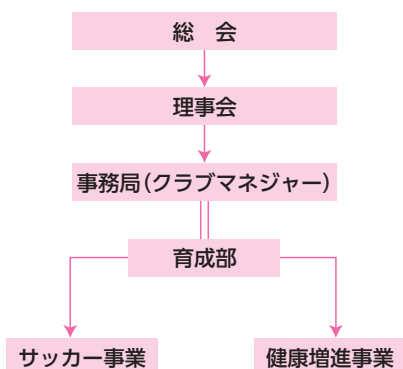 総　会
理事会
事務局（クラブマネジャー）
育成部
サッカー事業
健康増進事業